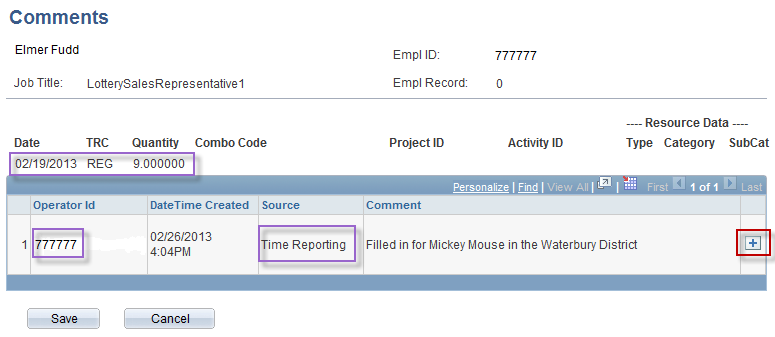 Comments
Elmer Fudd
Empl ID: 777777
Job Title: LotterySalesRepresentative1 Empl Record: 0
---- Resource Data ----
Date TRC Quantity Combo Code Project ID Activity ID Type Category SubCat
02/19/2013 REG 9.000000
Personalize | Find | View All | | First 1 of 1 Last
Operator Id DateTime Created Source Comment
1 777777 02/26/2013 4:04PM Time Reporting Filled in for Mickey Mouse in the Waterbury District
Save Cancel